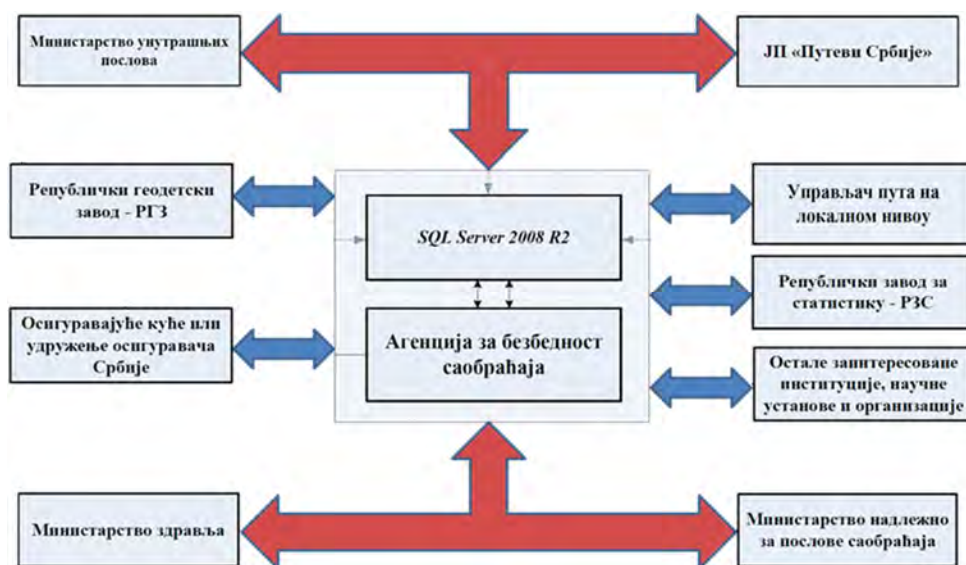 Министарство унутрашњих
послова
ЈП «Путеви Србије»
Републички геодетски
завод - РГЗ
Управљач пута на
локалном нивоу
SQL Server 2008 R2
Републички завод за
статистику - РЗС
Осигуравајуће куће или
удружење осигуравача
Србије
Агенција за безбедност
саобраћаја
Остале заинтересоване
институције, научне
установе и организације
Министарство здравља
Министарство надлежно
за послове саобраћаја